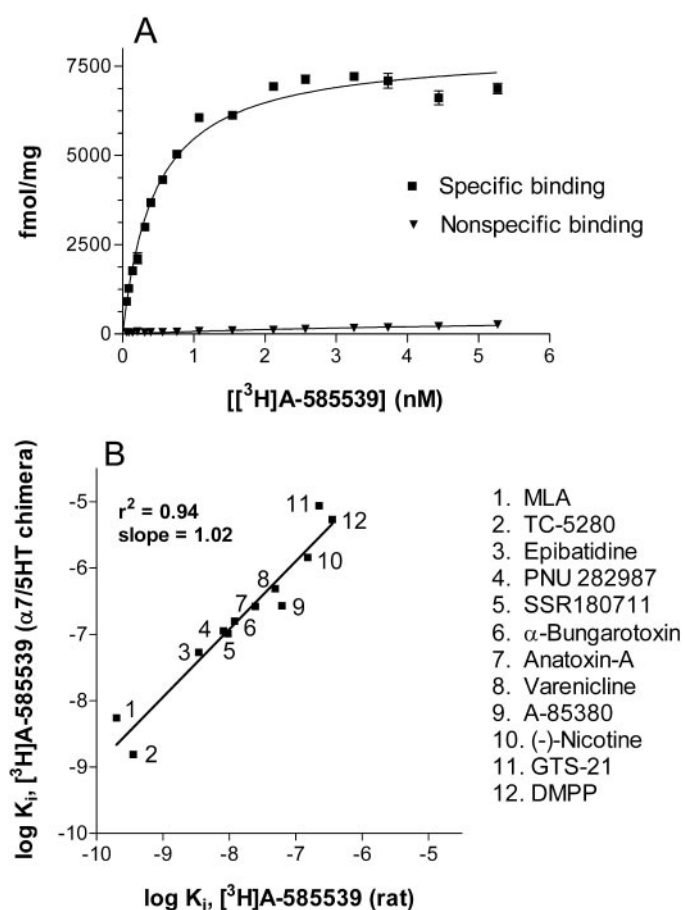 A
7500
5000
2500
0
fmol/mg
Specific binding
Nonspecific binding
0 1 2 3 4 5 6
[[³H]A-585539] (nM)
B
r² = 0.94
slope = 1.02
-5
-6
-7
-8
-9
-10
log Kᵢ, [³H]A-585539 (α7/5HT chimera)
1
2
3
4
5
6
7
8
9
10
11
12
-10 -9 -8 -7 -6 -5
log Kᵢ, [³H]A-585539 (rat)
1. MLA
2. TC-5280
3. Epibatidine
4. PNU 282987
5. SSR180711
6. α-Bungarotoxin
7. Anatoxin-A
8. Varenicline
9. A-85380
10. (-)-Nicotine
11. GTS-21
12. DMPP